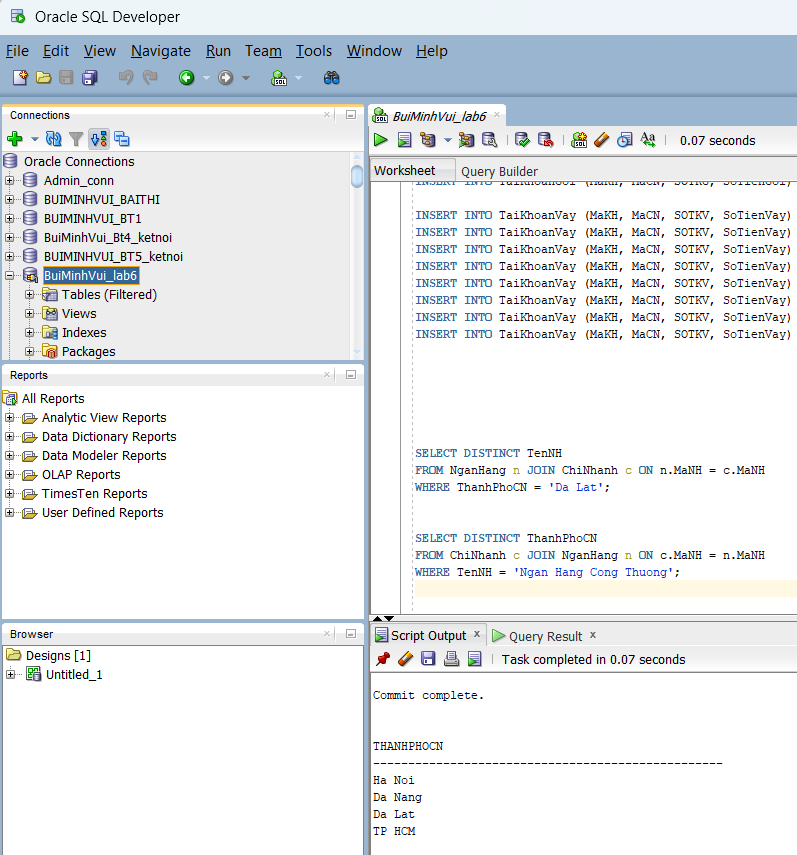 Oracle SQL Developer
File Edit View Navigate Run Team Tools Window Help
Connections
Oracle Connections
Admin_conn
BUIMINHVUI_BAITHI
BUIMINHVUI_BT1
BuiMinhVui_Bt4_ketnoi
BUIMINHVUI_BT5_ketnoi
BuiMinhVui_lab6
Tables (Filtered)
Views
Indexes
Packages
Reports
All Reports
Analytic View Reports
Data Dictionary Reports
Data Modeler Reports
OLAP Reports
TimesTen Reports
User Defined Reports
Browser
Designs [1]
Untitled_1
BuiMinhVui_lab6
0.07 seconds
Worksheet Query Builder
INSERT INTO TaiKhoanGoi (MaKH, MaCN, SOTKG, SoTienGoi)
INSERT INTO TaiKhoanVay (MaKH, MaCN, SOTKV, SoTienVay)
INSERT INTO TaiKhoanVay (MaKH, MaCN, SOTKV, SoTienVay)
INSERT INTO TaiKhoanVay (MaKH, MaCN, SOTKV, SoTienVay)
INSERT INTO TaiKhoanVay (MaKH, MaCN, SOTKV, SoTienVay)
INSERT INTO TaiKhoanVay (MaKH, MaCN, SOTKV, SoTienVay)
INSERT INTO TaiKhoanVay (MaKH, MaCN, SOTKV, SoTienVay)
INSERT INTO TaiKhoanVay (MaKH, MaCN, SOTKV, SoTienVay)
INSERT INTO TaiKhoanVay (MaKH, MaCN, SOTKV, SoTienVay)
SELECT DISTINCT TenNH
FROM NganHang n JOIN ChiNhanh c ON n.MaNH = c.MaNH
WHERE ThanhPhoCN = 'Da Lat';
SELECT DISTINCT ThanhPhoCN
FROM ChiNhanh c JOIN NganHang n ON c.MaNH = n.MaNH
WHERE TenNH = 'Ngan Hang Cong Thuong';
Script Output Query Result
Task completed in 0.07 seconds
Commit complete.
THANHPHOCN
--------------------------------------------------
Ha Noi
Da Nang
Da Lat
TP HCM